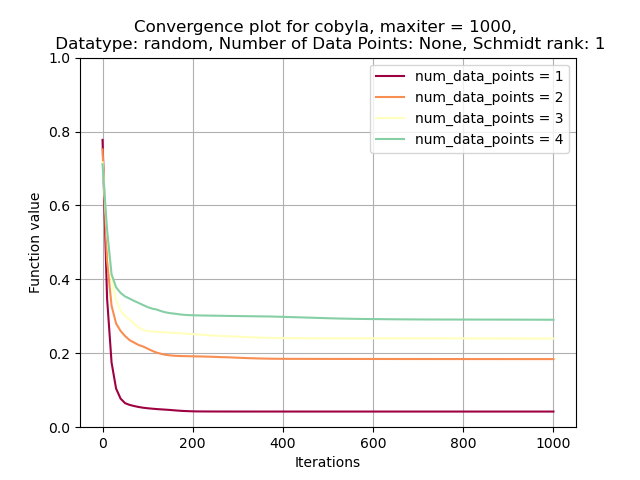 Convergence plot for cobyla, maxiter = 1000,
Datatype: random, Number of Data Points: None, Schmidt rank: 1
num_data_points = 1
num_data_points = 2
num_data_points = 3
num_data_points = 4
Function value
1.0
0.8
0.6
0.4
0.2
0.0
0 200 400 600 800 1000
Iterations